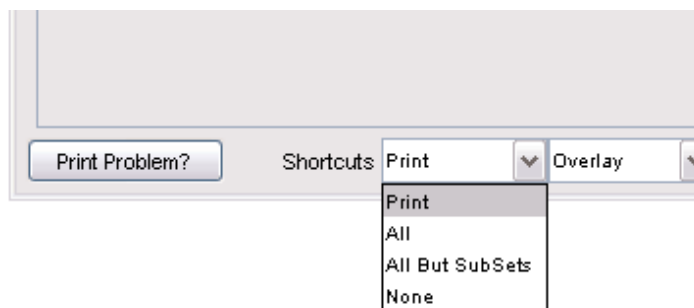 Print Problem? Shortcuts Print Overlay
Print
All
All But SubSets
None